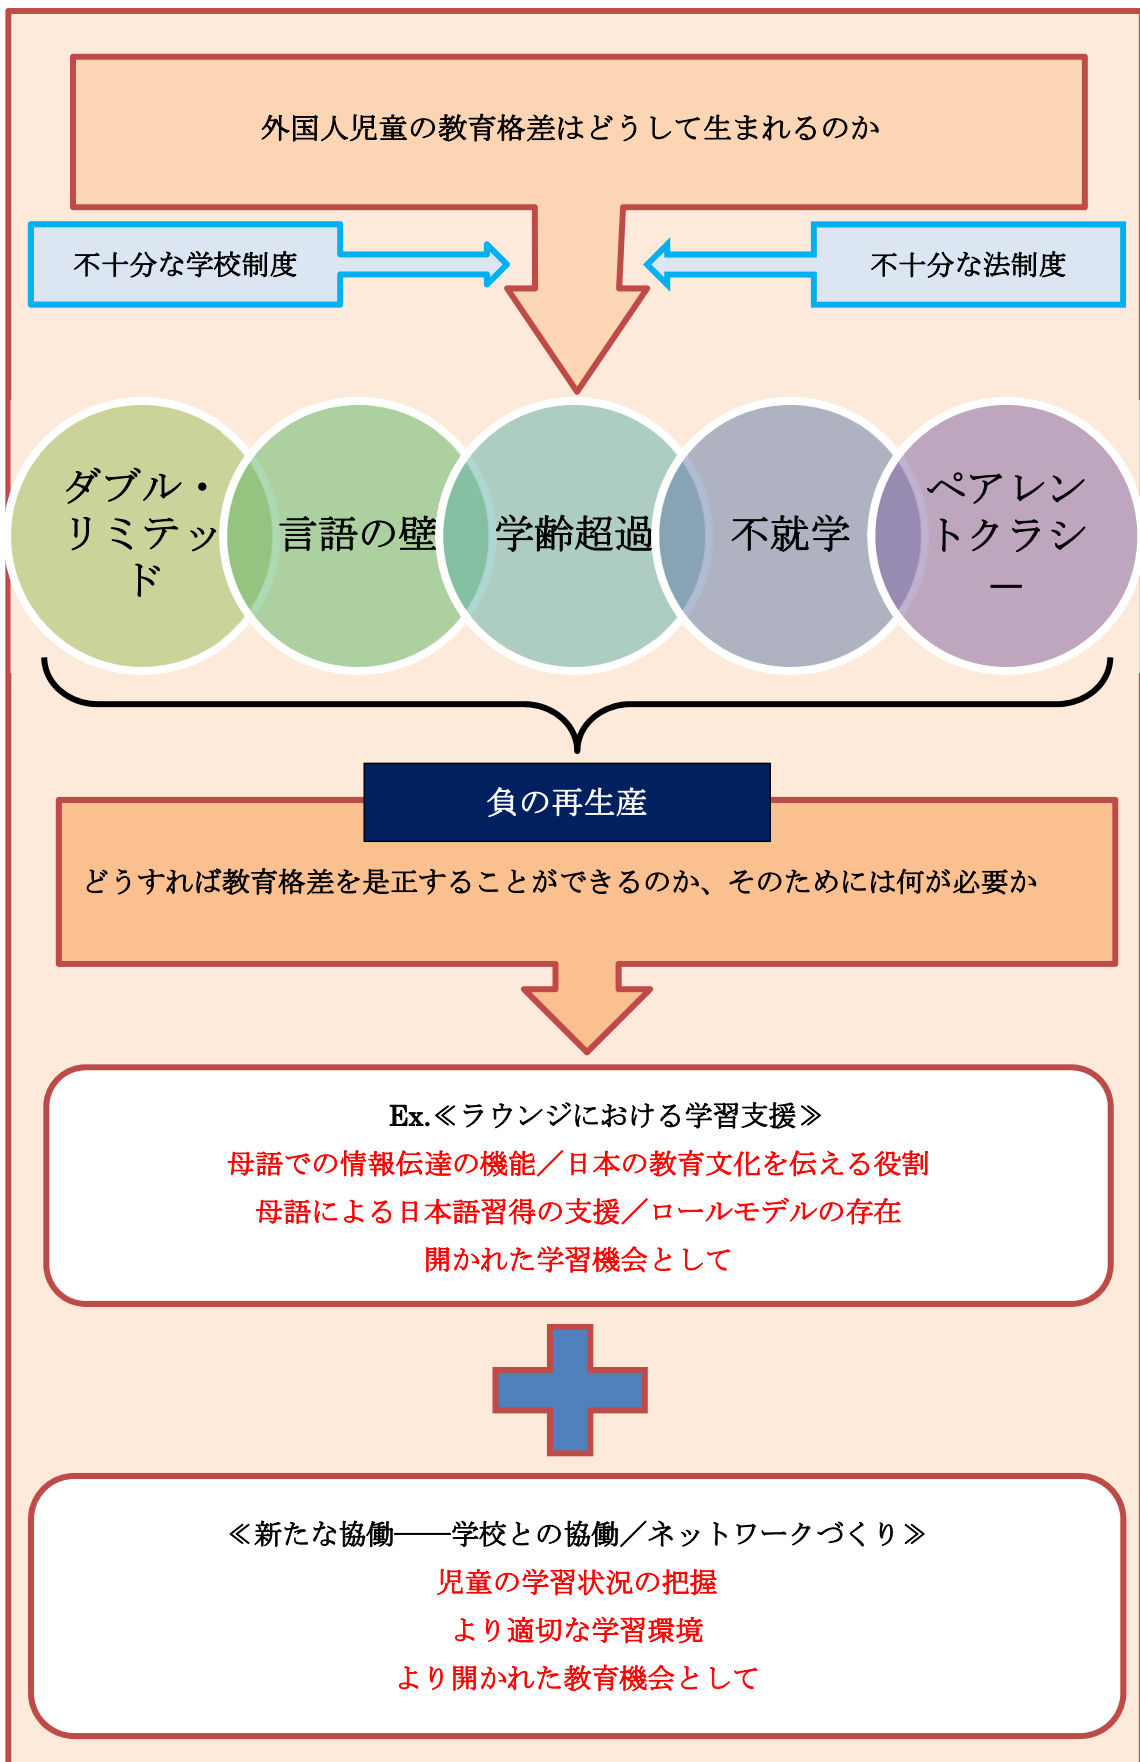 外国人児童の教育格差はどうして生まれるのか
不十分な学校制度
不十分な法制度
ダブル・
リミテッ
ド
言語の壁
学齢超過
不就学
ペアレン
トクラシ
ー
負の再生産
どうすれば教育格差を是正することができるのか、そのためには何が必要か
Ex.≪ラウンジにおける学習支援≫
母語での情報伝達の機能／日本の教育文化を伝える役割
母語による日本語習得の支援／ロールモデルの存在
開かれた学習機会として
≪新たな協働――学校との協働／ネットワークづくり≫
児童の学習状況の把握
より適切な学習環境
より開かれた教育機会として